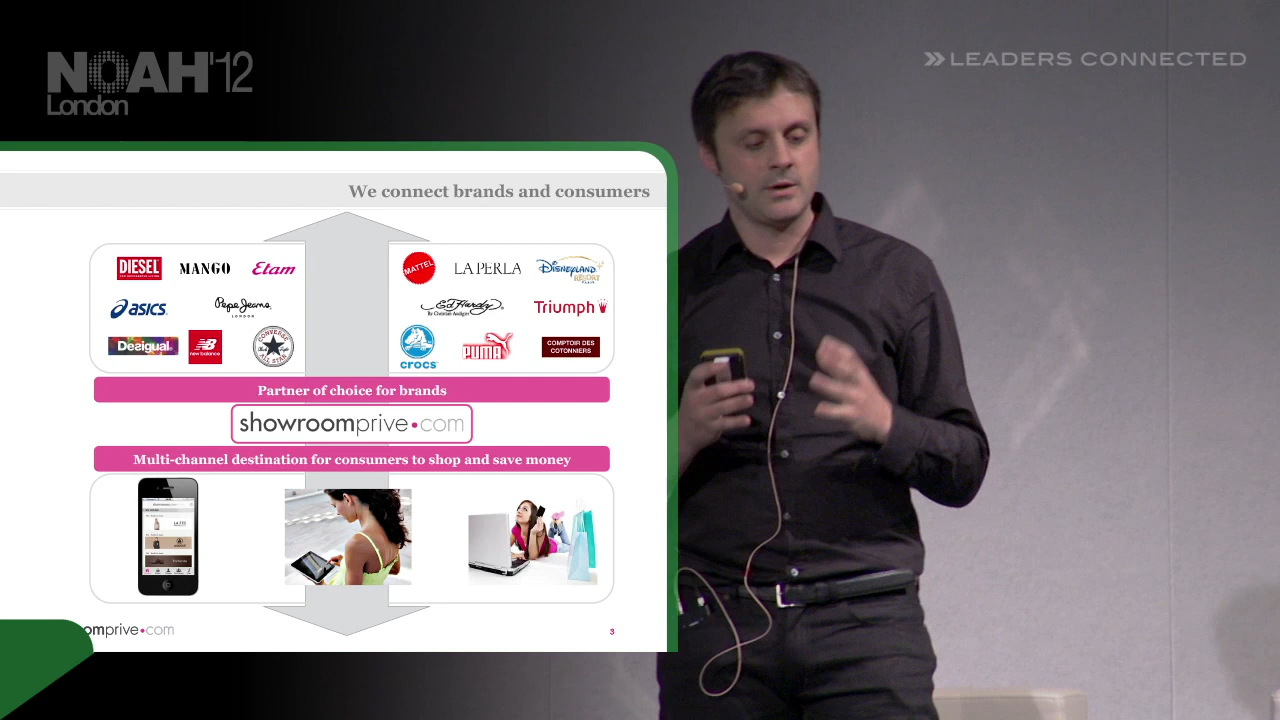 NOAH'12
London
LEADERS CONNECTED
We connect brands and consumers
DIESEL
MANGO
Etam
MATTEL
LA PERLA
DISNEYLAND
RESORT
PARIS
asics
Pepe Jeans
LONDON
Ed Hardy
By Christian Audigier
Triumph
Desigual
new balance
CONVERSE
ALL STAR
crocs
PUMA
COMPTOIR DES
COTONNIERS
Partner of choice for brands
showroomprive.com
Multi-channel destination for consumers to shop and save money
omprive.com
3